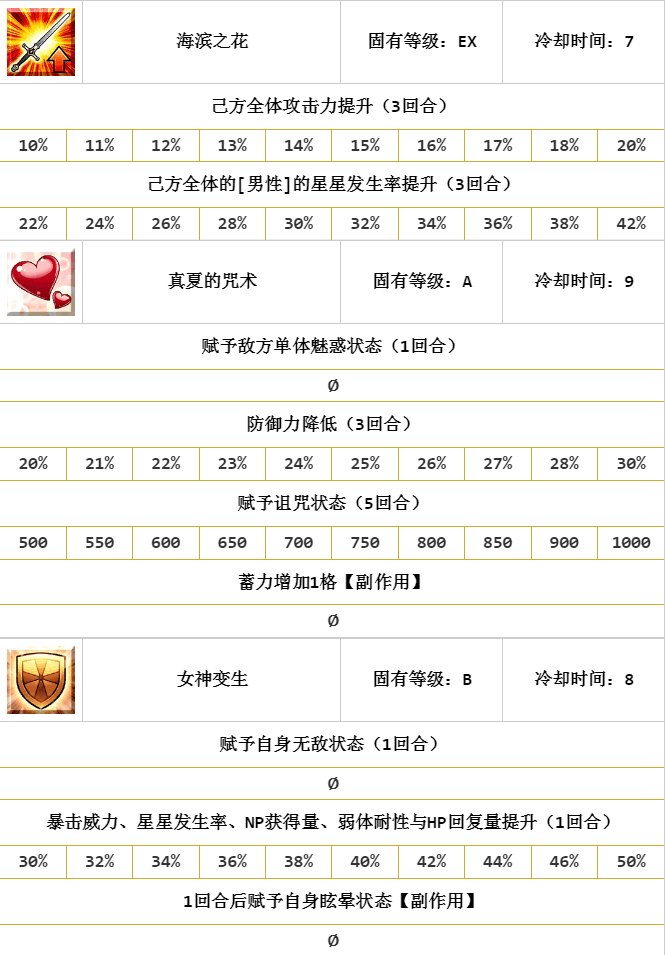 海滨之花 固有等级：EX 冷却时间：7
己方全体攻击力提升（3回合）
10% 11% 12% 13% 14% 15% 16% 17% 18% 20%
己方全体的[男性]的星星发生率提升（3回合）
22% 24% 26% 28% 30% 32% 34% 36% 38% 42%
真夏的咒术 固有等级：A 冷却时间：9
赋予敌方单体魅惑状态（1回合）
Ø
防御力降低（3回合）
20% 21% 22% 23% 24% 25% 26% 27% 28% 30%
赋予诅咒状态（5回合）
500 550 600 650 700 750 800 850 900 1000
蓄力增加1格【副作用】
Ø
女神变生 固有等级：B 冷却时间：8
赋予自身无敌状态（1回合）
Ø
暴击威力、星星发生率、NP获得量、弱体耐性与HP回复量提升（1回合）
30% 32% 34% 36% 38% 40% 42% 44% 46% 50%
1回合后赋予自身眩晕状态【副作用】
Ø